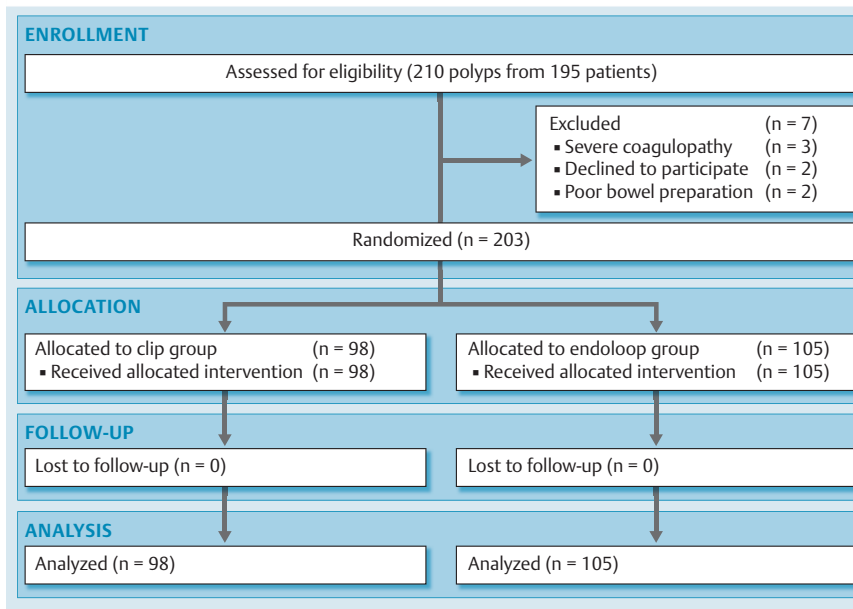 ENROLLMENT
Assessed for eligibility (210 polyps from 195 patients)
Excluded (n = 7)
▪ Severe coagulopathy (n = 3)
▪ Declined to participate (n = 2)
▪ Poor bowel preparation (n = 2)
Randomized (n = 203)
ALLOCATION
Allocated to clip group (n = 98)
▪ Received allocated intervention (n = 98)
Allocated to endoloop group (n = 105)
▪ Received allocated intervention (n = 105)
FOLLOW-UP
Lost to follow-up (n = 0)
Lost to follow-up (n = 0)
ANALYSIS
Analyzed (n = 98)
Analyzed (n = 105)